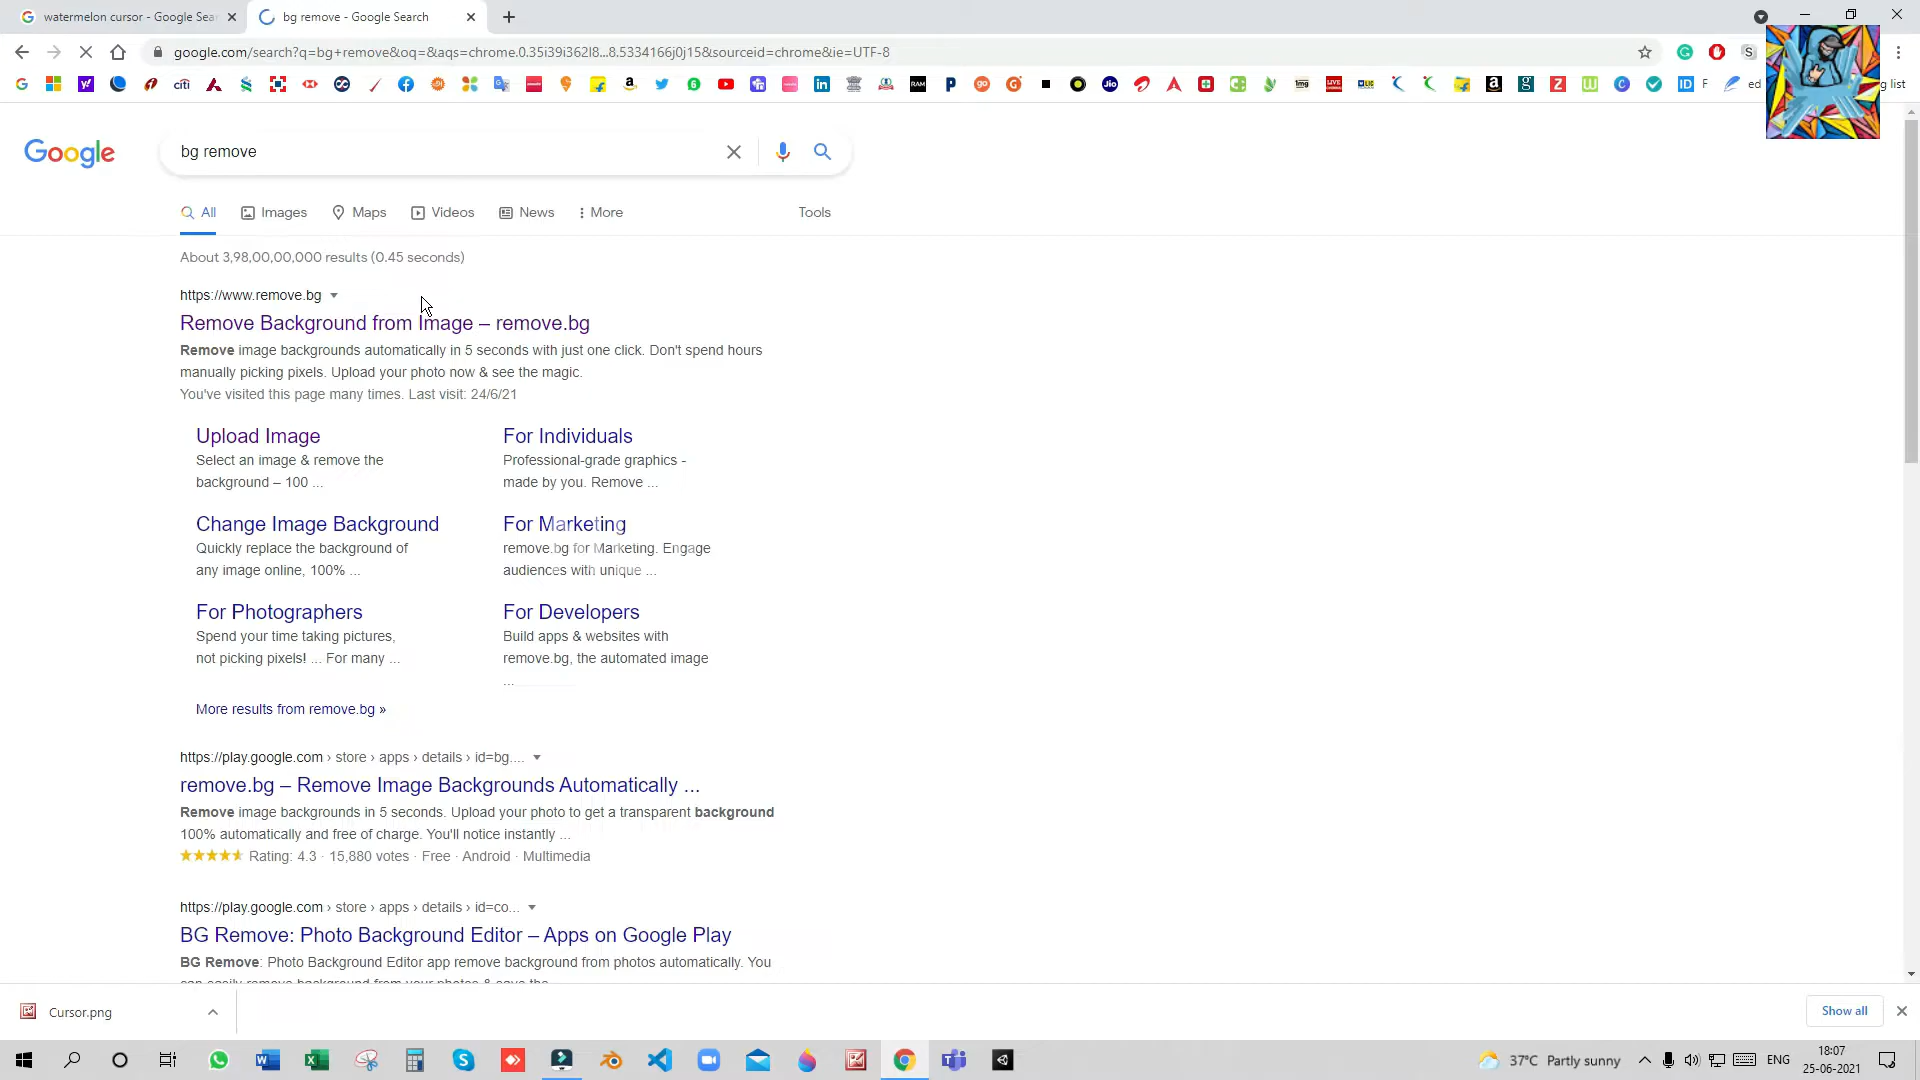 watermelon cursor - Google Sea
bg remove - Google Search
google.com/search?q=bg+remove&oq=&aqs=chrome.0.35i39i362l8...8.5334166j0j15&sourceid=chrome&ie=UTF-8
Google
bg remove
All
Images
Maps
Videos
News
More
Tools
About 3,98,00,00,000 results (0.45 seconds)
https://www.remove.bg
Remove Background from Image – remove.bg
Remove image backgrounds automatically in 5 seconds with just one click. Don't spend hours
manually picking pixels. Upload your photo now & see the magic.
You've visited this page many times. Last visit: 24/6/21
Upload Image
Select an image & remove the
background – 100 ...
For Individuals
Professional-grade graphics -
made by you. Remove ...
Change Image Background
Quickly replace the background of
any image online, 100% ...
For Marketing
remove.bg for Marketing. Engage
audiences with unique ...
For Photographers
Spend your time taking pictures,
not picking pixels! ... For many ...
For Developers
Build apps & websites with
remove.bg, the automated image
...
More results from remove.bg »
https://play.google.com › store › apps › details › id=bg....
remove.bg – Remove Image Backgrounds Automatically ...
Remove image backgrounds in 5 seconds. Upload your photo to get a transparent background
100% automatically and free of charge. You'll notice instantly ...
Rating: 4.3 · 15,880 votes · Free · Android · Multimedia
https://play.google.com › store › apps › details › id=co...
BG Remove: Photo Background Editor – Apps on Google Play
BG Remove: Photo Background Editor app remove background from photos automatically. You
Cursor.png
Show all
37°C Partly sunny
ENG
18:07
25-06-2021